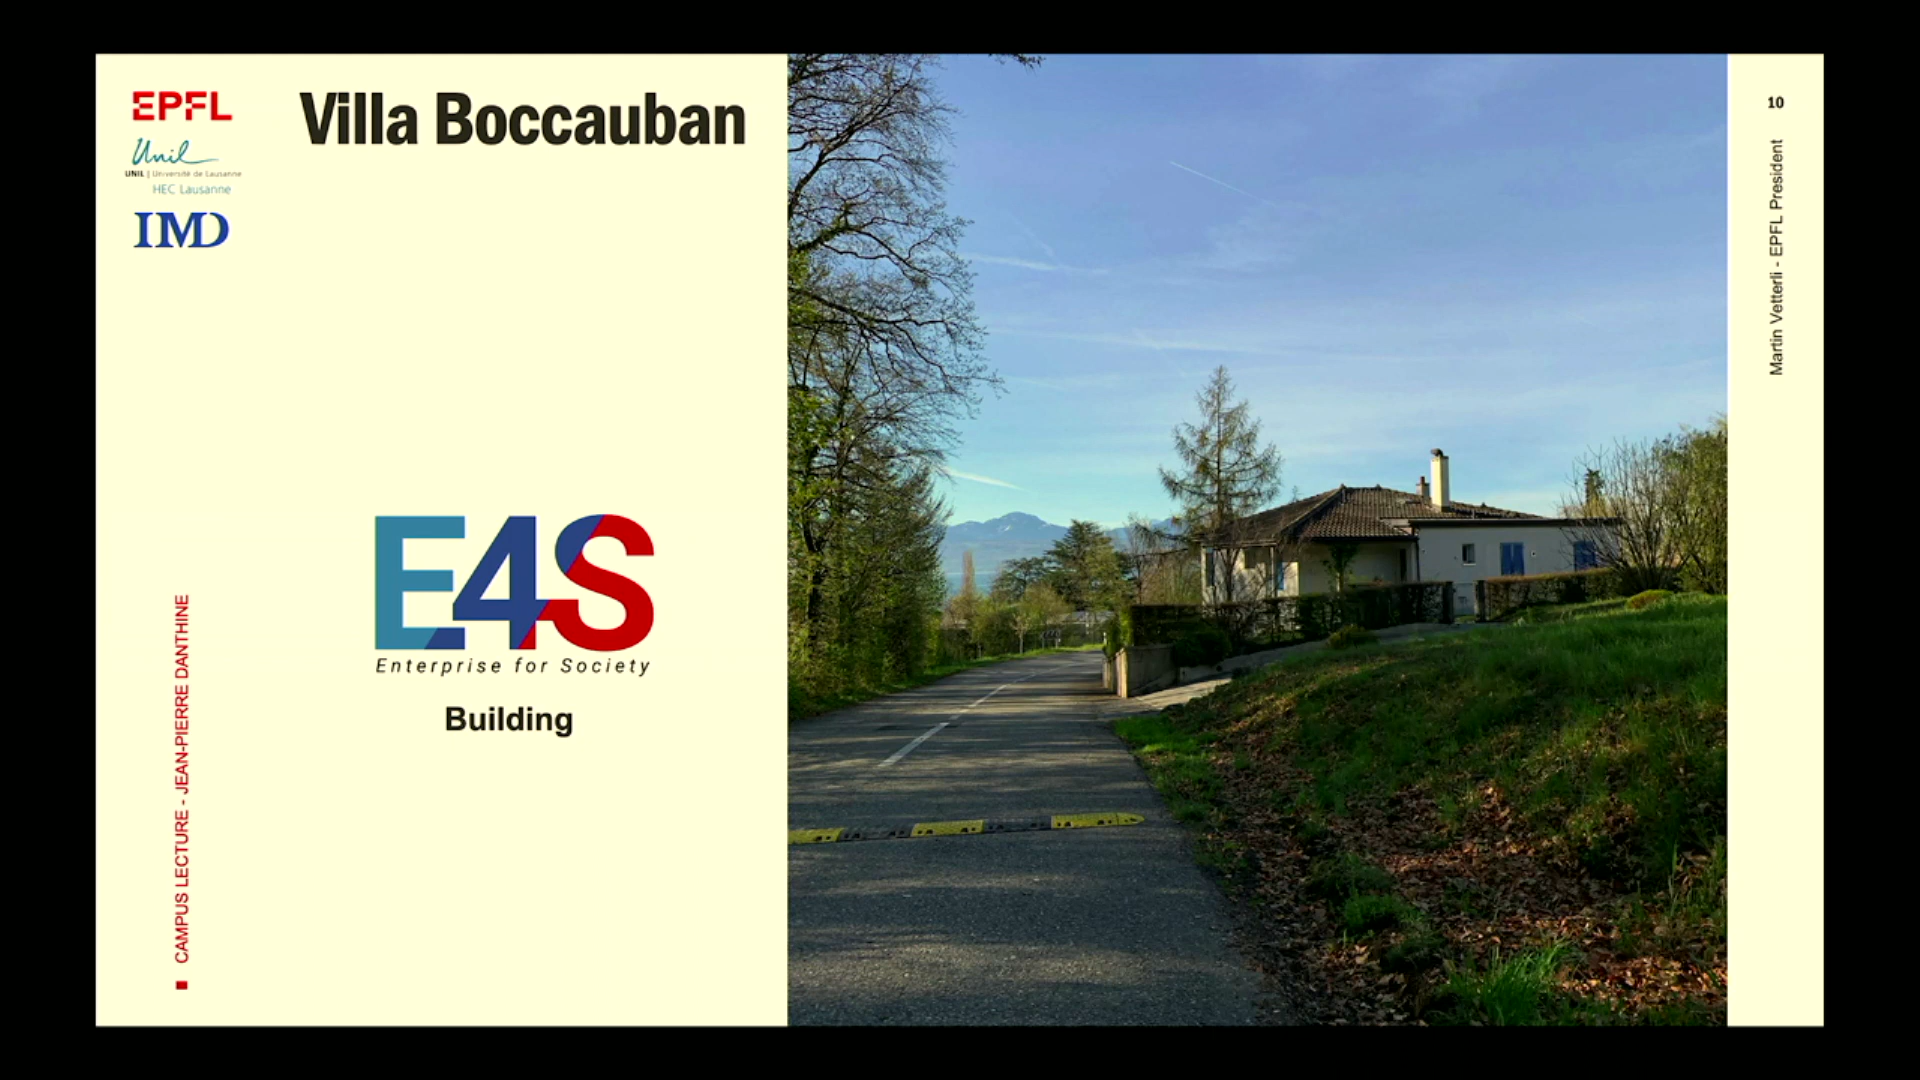 EPFL
Unil
UNIL | Université de Lausanne
HEC Lausanne
IMD
Villa Boccauban
E4S
Enterprise for Society
Building
CAMPUS LECTURE - JEAN-PIERRE DANTHINE
10
Martin Vetterli - EPFL President